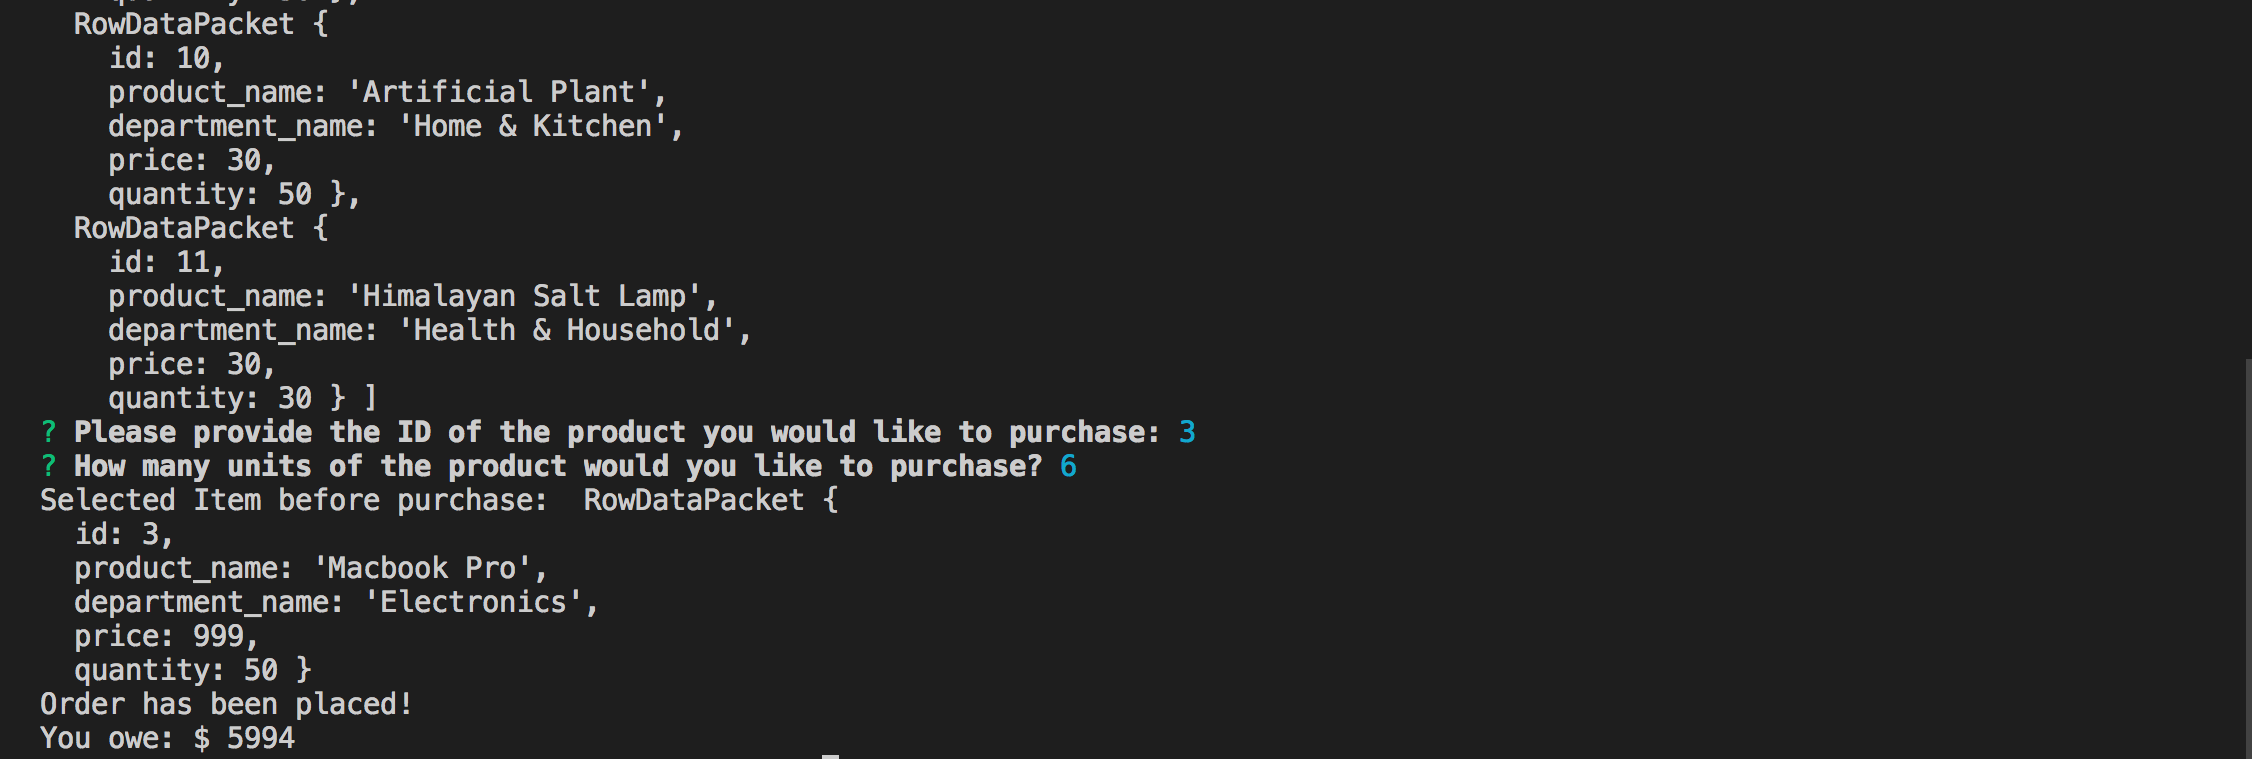 RowDataPacket {
id: 10,
product_name: 'Artificial Plant',
department_name: 'Home & Kitchen',
price: 30,
quantity: 50 },
RowDataPacket {
id: 11,
product_name: 'Himalayan Salt Lamp',
department_name: 'Health & Household',
price: 30,
quantity: 30 } ]
? Please provide the ID of the product you would like to purchase: 3
? How many units of the product would you like to purchase? 6
Selected Item before purchase:  RowDataPacket {
id: 3,
product_name: 'Macbook Pro',
department_name: 'Electronics',
price: 999,
quantity: 50 }
Order has been placed!
You owe: $ 5994